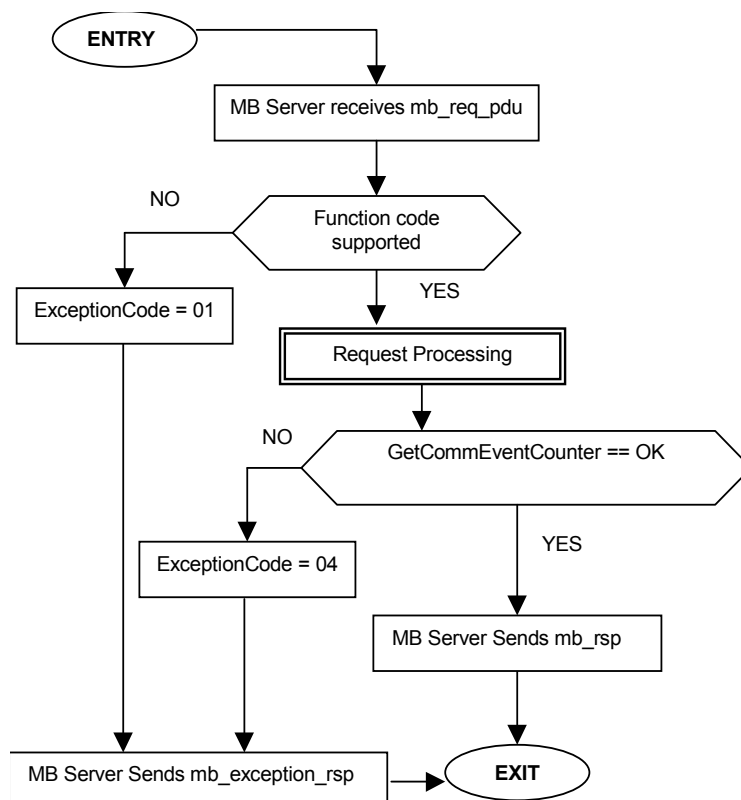 ENTRY
MB Server receives mb_req_pdu
NO
Function code
supported
YES
ExceptionCode = 01
Request Processing
NO
GetCommEventCounter == OK
YES
ExceptionCode = 04
MB Server Sends mb_rsp
MB Server Sends mb_exception_rsp
EXIT